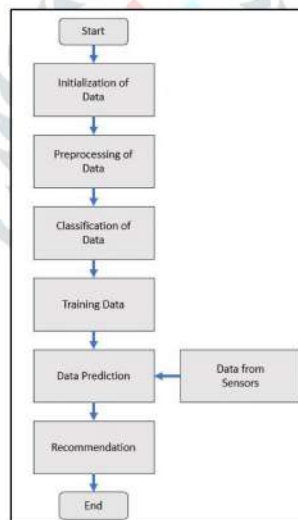 Start
Initialization of
Data
Preprocessing of
Data
Classification of
Data
Training Data
Data Prediction
Data from
Sensors
Recommendation
End